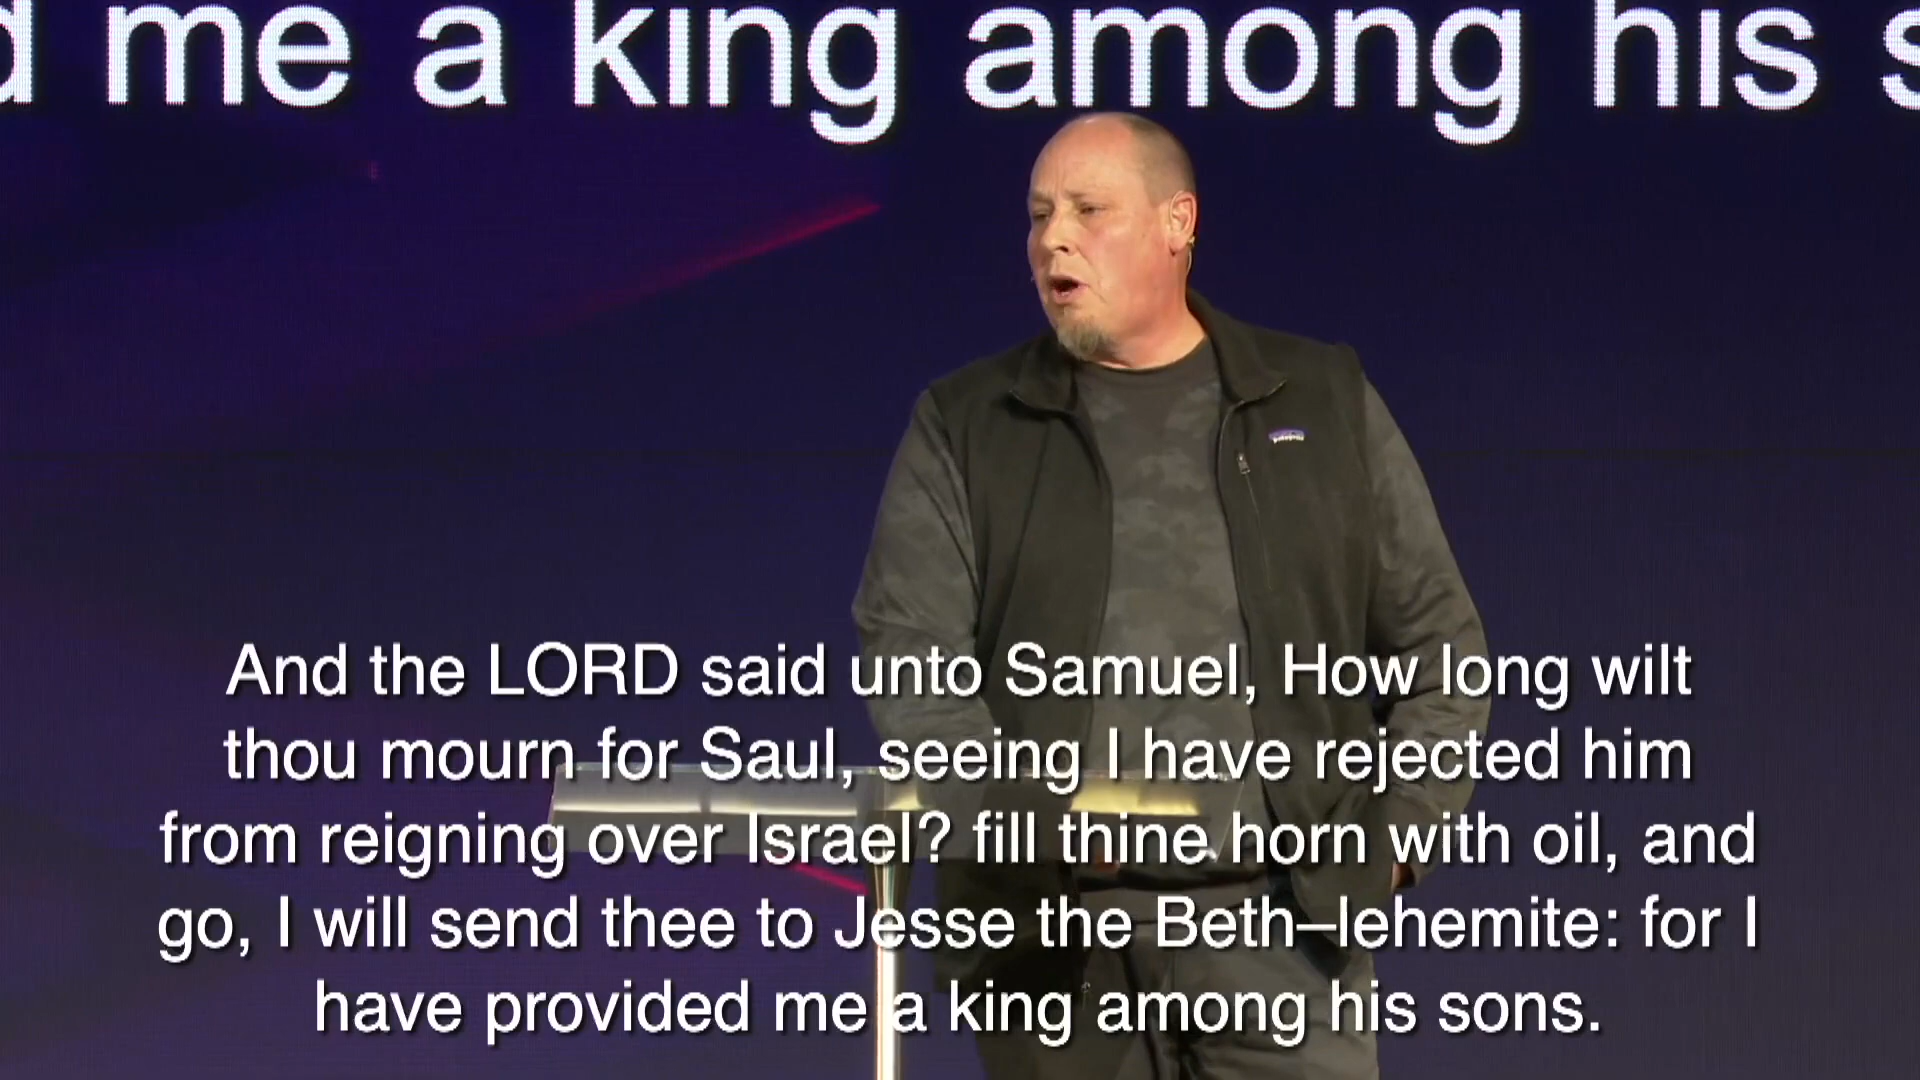 d me a king among his s
And the LORD said unto Samuel, How long wilt
thou mourn for Saul, seeing I have rejected him
from reigning over Israel? fill thine horn with oil, and
go, I will send thee to Jesse the Beth–lehemite: for I
have provided me a king among his sons.